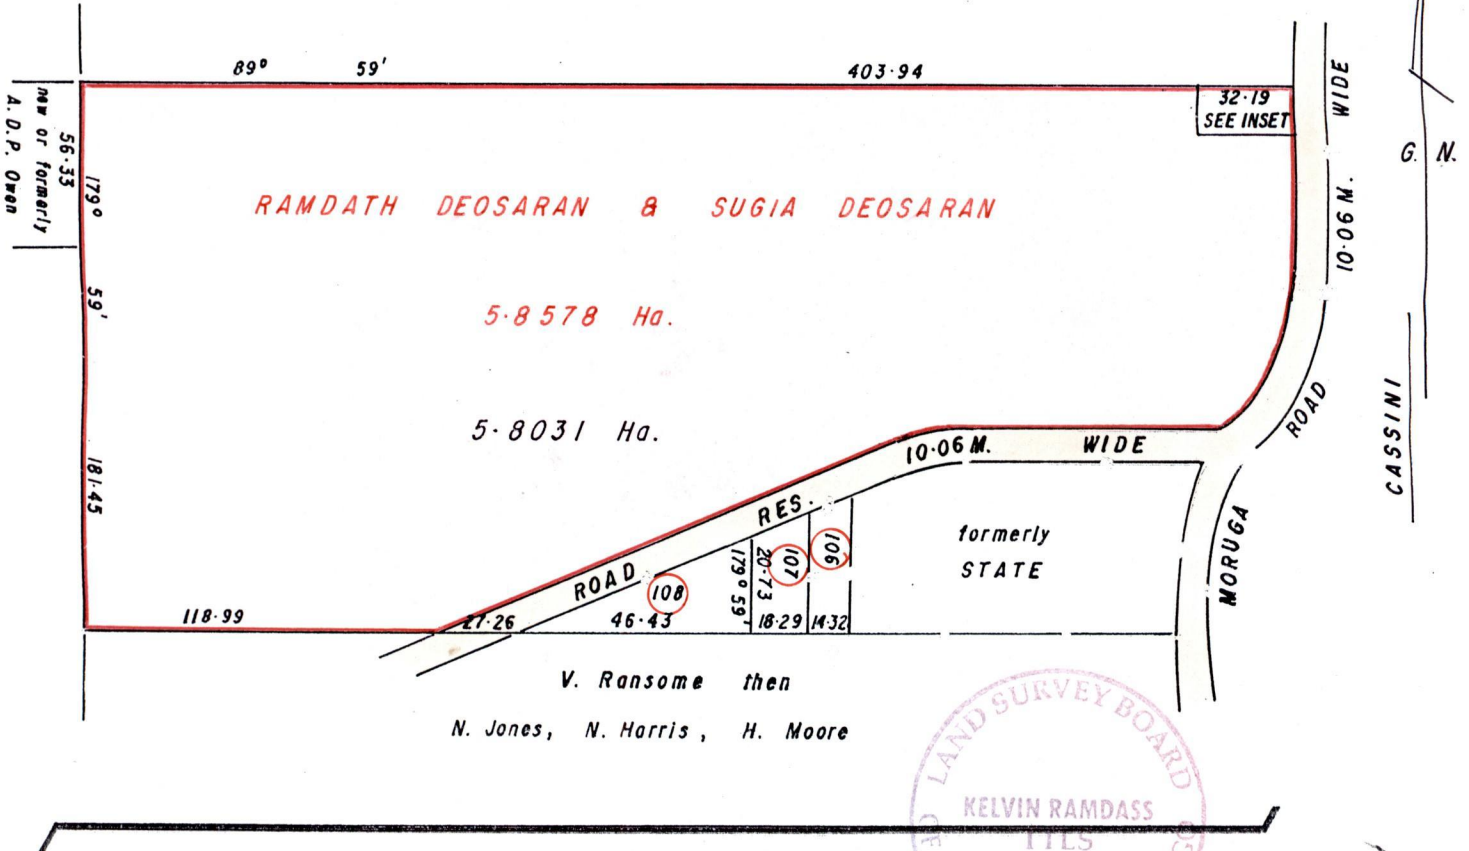 89° 59' 403·94
32·19
SEE INSET
10·06 M. WIDE
G. N.
now or formerly
A. D. P. Owen
56·33
179° 59' 181·45
RAMDATH DEOSARAN & SUGIA DEOSARAN
5·8578 Ha.
5·8031 Ha.
CASSINI
ROAD
MORUGA
10·06 M. WIDE
ROAD RES.
106
107
108
20·73
179° 59'
formerly
STATE
118·99 27·26 46·43 18·29 14·32
V. Ransome then
N. Jones, N. Harris, H. Moore
LAND SURVEY BOARD
KELVIN RAMDASS
TTLS